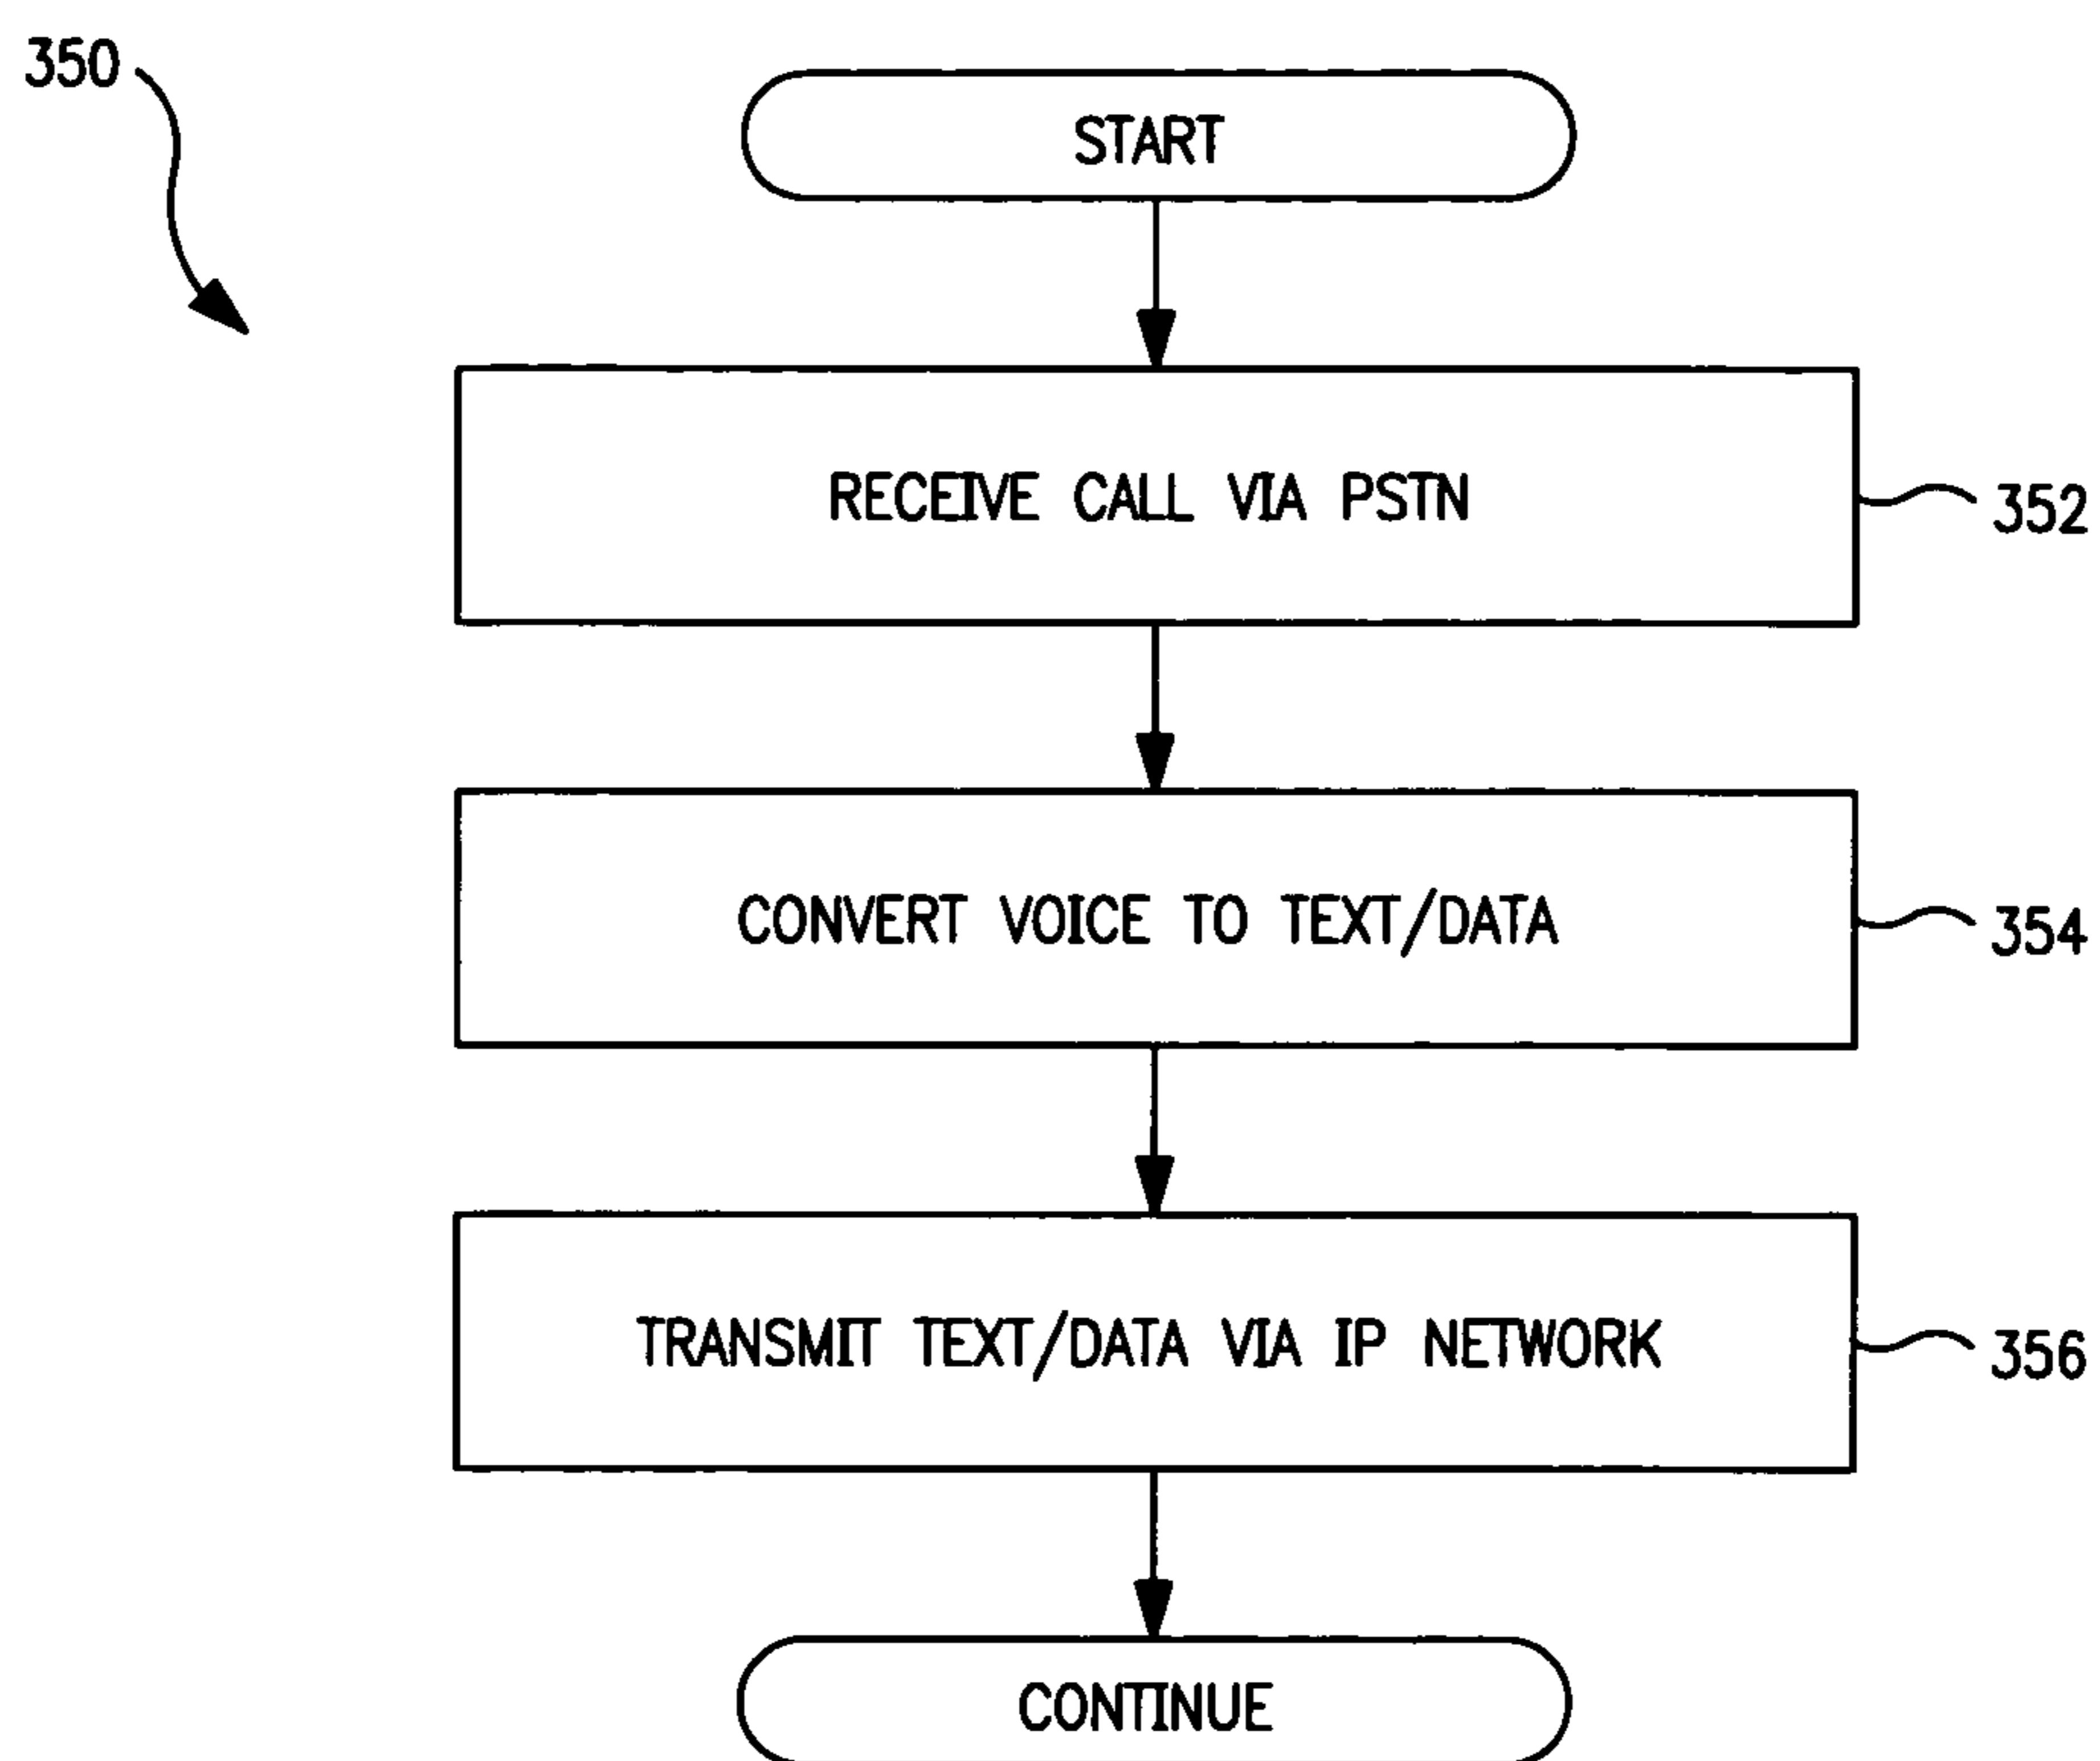 350
START
RECEIVE CALL VIA PSTN
352
CONVERT VOICE TO TEXT/DATA
354
TRANSMIT TEXT/DATA VIA IP NETWORK
356
CONTINUE